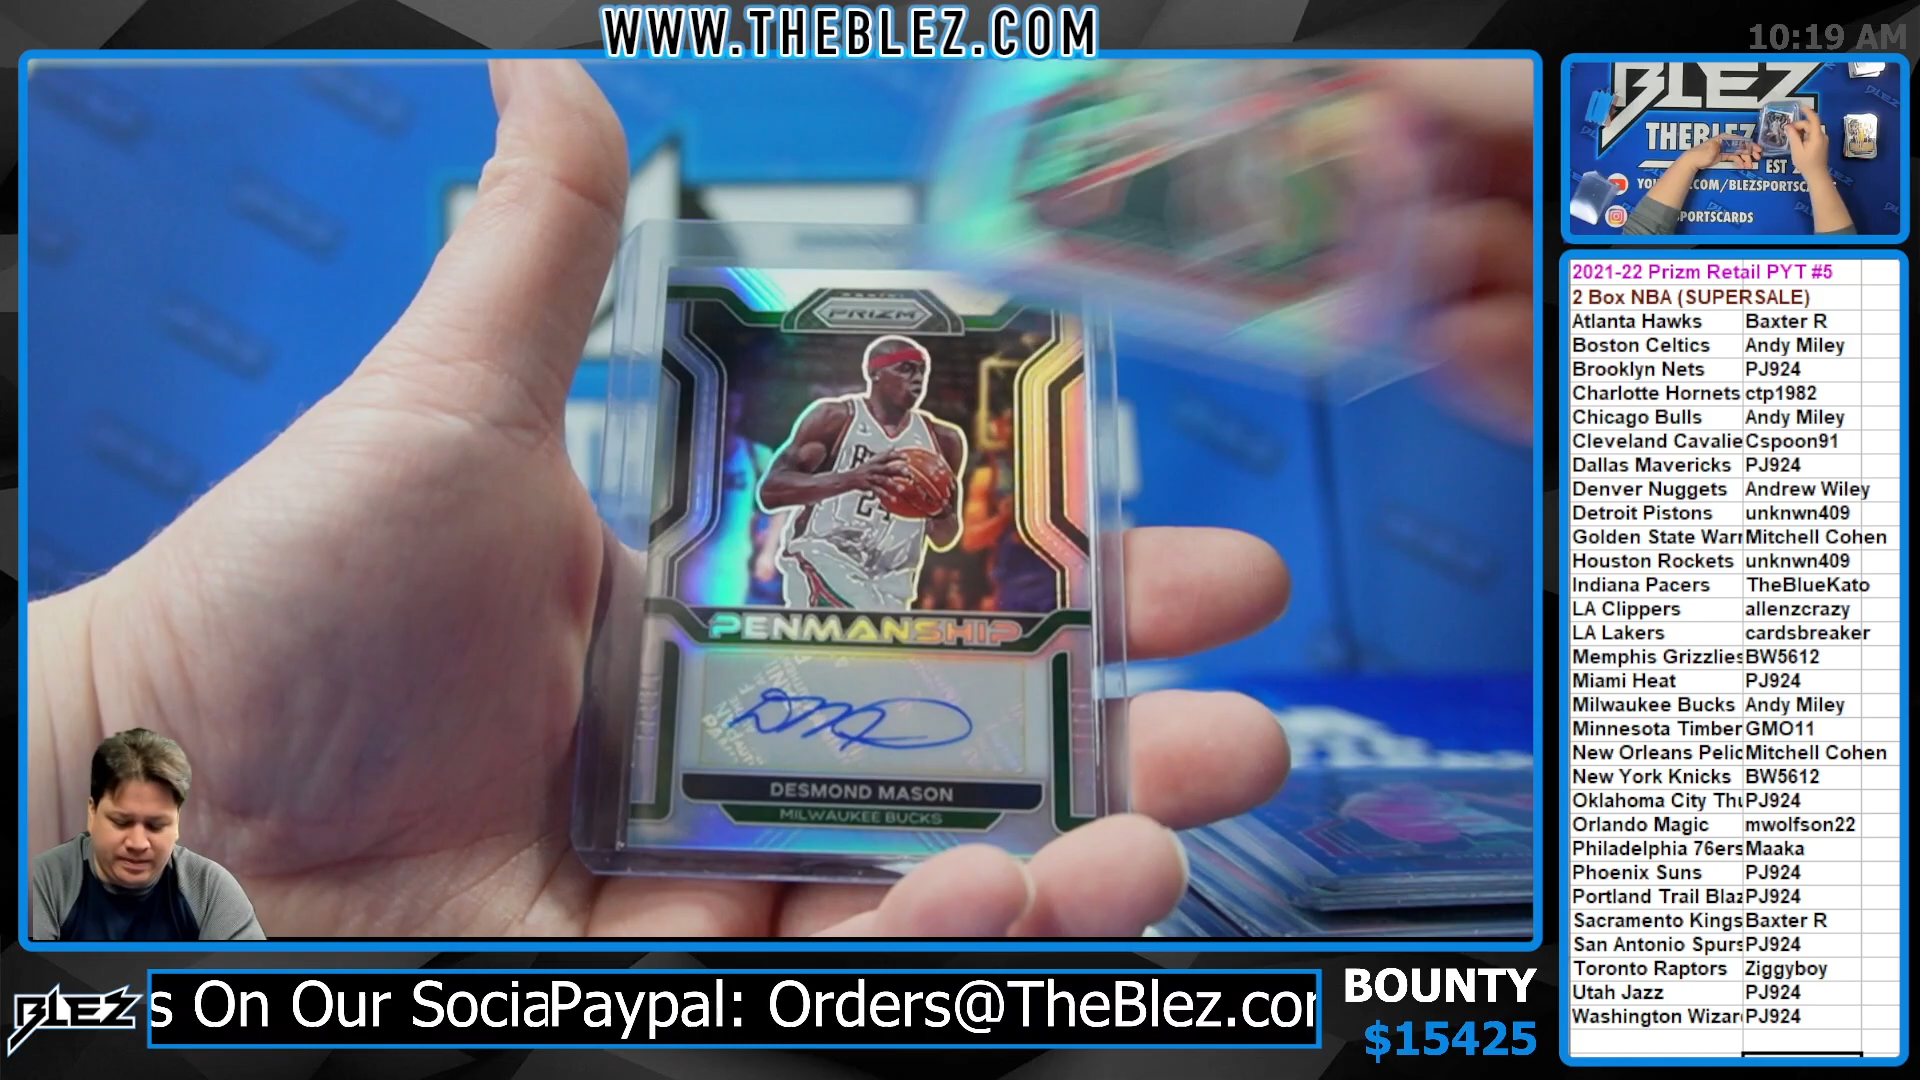 WWW.THEBLEZ.COM
10:19 AM
BLEZ
THEBLEZ
EST
SPORTSCARDS
PRIZM
PENMANSHIP
DESMOND MASON
MILWAUKEE BUCKS
2021-22 Prizm Retail PYT #5
2 Box NBA (SUPERSALE)
Atlanta Hawks Baxter R
Boston Celtics Andy Miley
Brooklyn Nets PJ924
Charlotte Hornets ctp1982
Chicago Bulls Andy Miley
Cleveland Cavalie Cspoon91
Dallas Mavericks PJ924
Denver Nuggets Andrew Wiley
Detroit Pistons unknwn409
Golden State Warr Mitchell Cohen
Houston Rockets unknwn409
Indiana Pacers TheBlueKato
LA Clippers allenzcrazy
LA Lakers cardsbreaker
Memphis Grizzlies BW5612
Miami Heat PJ924
Milwaukee Bucks Andy Miley
Minnesota Timber GMO11
New Orleans Pelic Mitchell Cohen
New York Knicks BW5612
Oklahoma City Thu PJ924
Orlando Magic mwolfson22
Philadelphia 76ers Maaka
Phoenix Suns PJ924
Portland Trail Blaz PJ924
Sacramento Kings Baxter R
San Antonio Spurs PJ924
Toronto Raptors Ziggyboy
Utah Jazz PJ924
Washington Wizar PJ924
BLEZ
s On Our Socia Paypal: Orders@TheBlez.com
BOUNTY
$15425